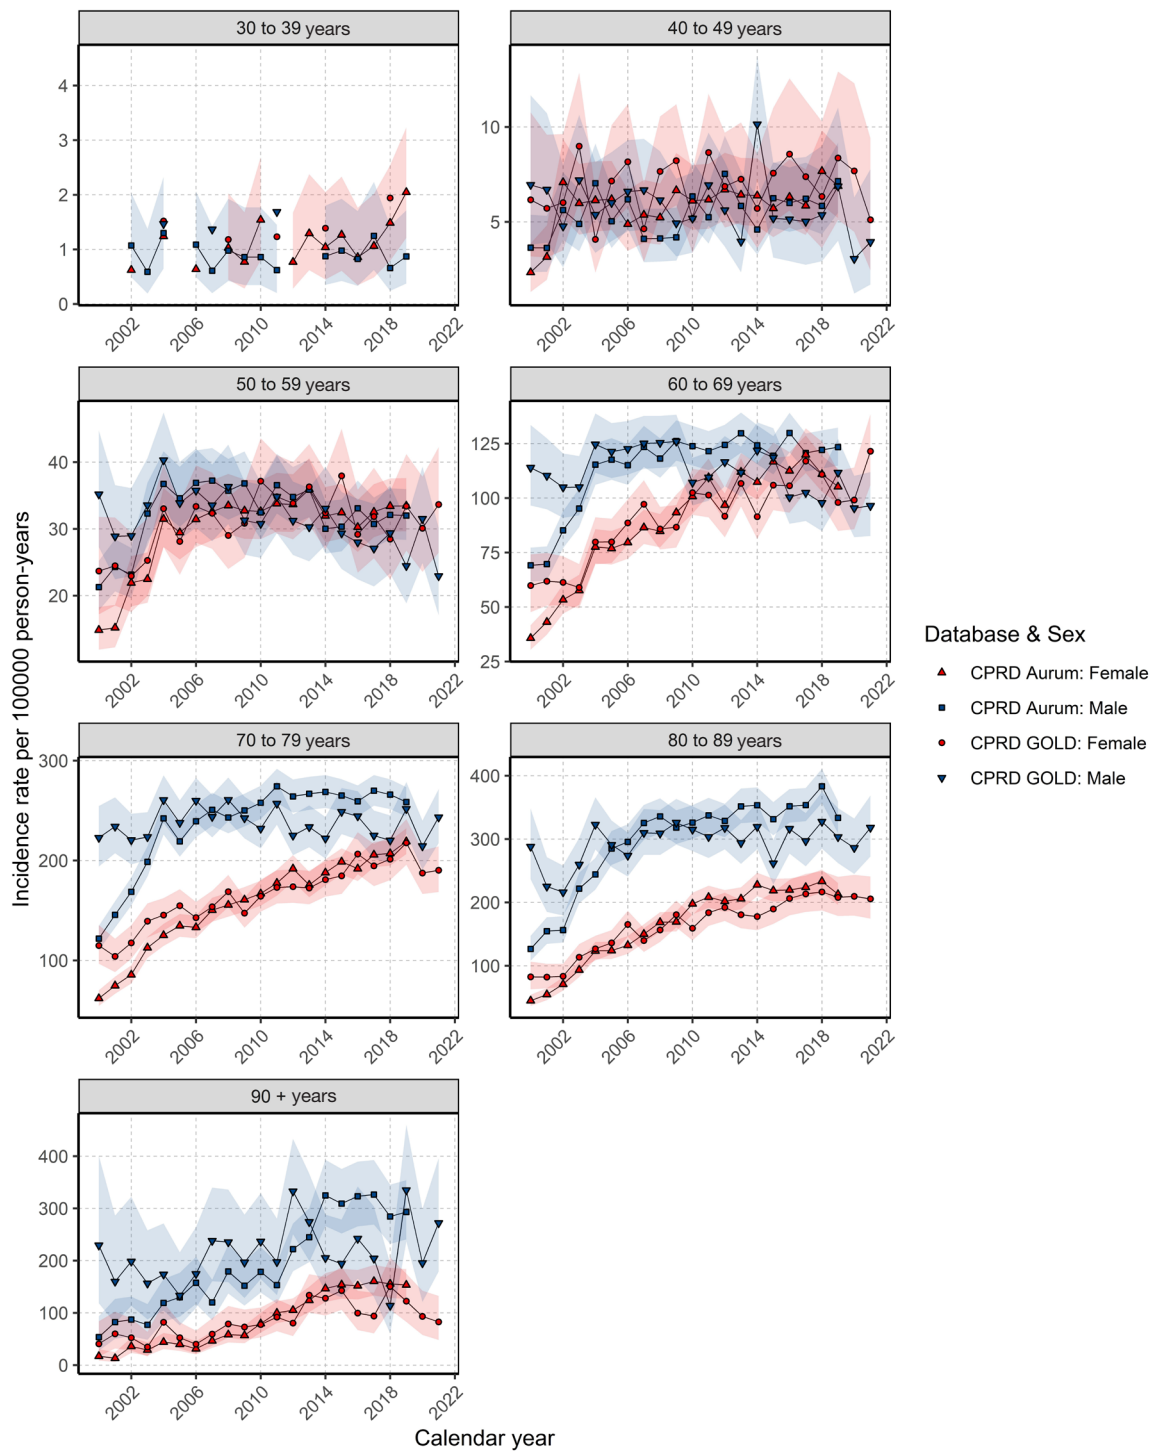 30 to 39 years
40 to 49 years
4
3
2
1
0
10
5
2002 2006 2010 2014 2018 2022
2002 2006 2010 2014 2018 2022
50 to 59 years
60 to 69 years
40
30
20
125
100
75
50
25
2002 2006 2010 2014 2018 2022
2002 2006 2010 2014 2018 2022
Incidence rate per 100000 person-years
70 to 79 years
80 to 89 years
300
200
100
400
300
200
100
2002 2006 2010 2014 2018 2022
2002 2006 2010 2014 2018 2022
90 + years
400
300
200
100
0
2002 2006 2010 2014 2018 2022
Calendar year
Database & Sex
CPRD Aurum: Female
CPRD Aurum: Male
CPRD GOLD: Female
CPRD GOLD: Male